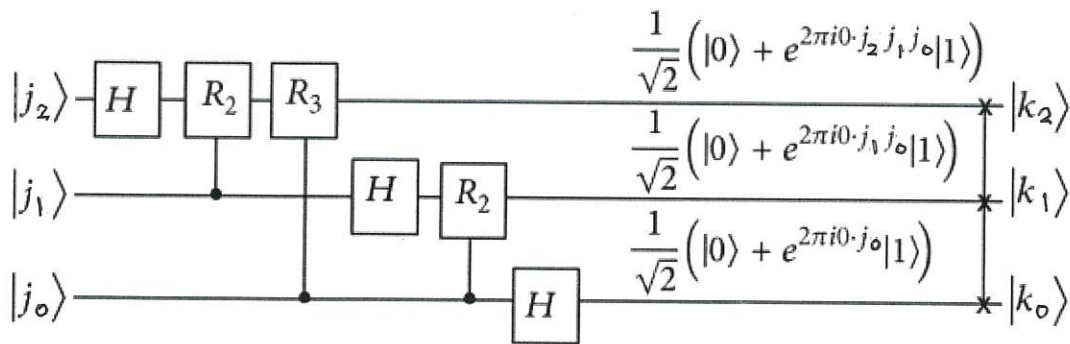 |j₂⟩ H R₂ R₃ 1/√2 (|0⟩ + e^{2πi0·j₂j₁j₀}|1⟩) |k₂⟩
|j₁⟩ H R₂ 1/√2 (|0⟩ + e^{2πi0·j₁j₀}|1⟩) |k₁⟩
|j₀⟩ H 1/√2 (|0⟩ + e^{2πi0·j₀}|1⟩) |k₀⟩